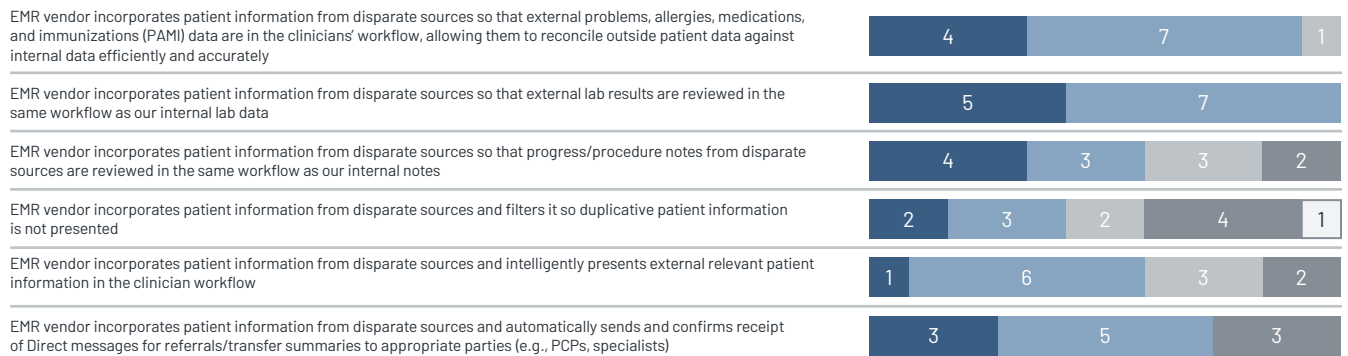 EMR vendor incorporates patient information from disparate sources so that external problems, allergies, medications,
and immunizations (PAMI) data are in the clinicians' workflow, allowing them to reconcile outside patient data against
internal data efficiently and accurately
4 7 1
EMR vendor incorporates patient information from disparate sources so that external lab results are reviewed in the
same workflow as our internal lab data
5 7
EMR vendor incorporates patient information from disparate sources so that progress/procedure notes from disparate
sources are reviewed in the same workflow as our internal notes
4 3 3 2
EMR vendor incorporates patient information from disparate sources and filters it so duplicative patient information
is not presented
2 3 2 4 1
EMR vendor incorporates patient information from disparate sources and intelligently presents external relevant patient
information in the clinician workflow
1 6 3 2
EMR vendor incorporates patient information from disparate sources and automatically sends and confirms receipt
of Direct messages for referrals/transfer summaries to appropriate parties (e.g., PCPs, specialists)
3 5 3